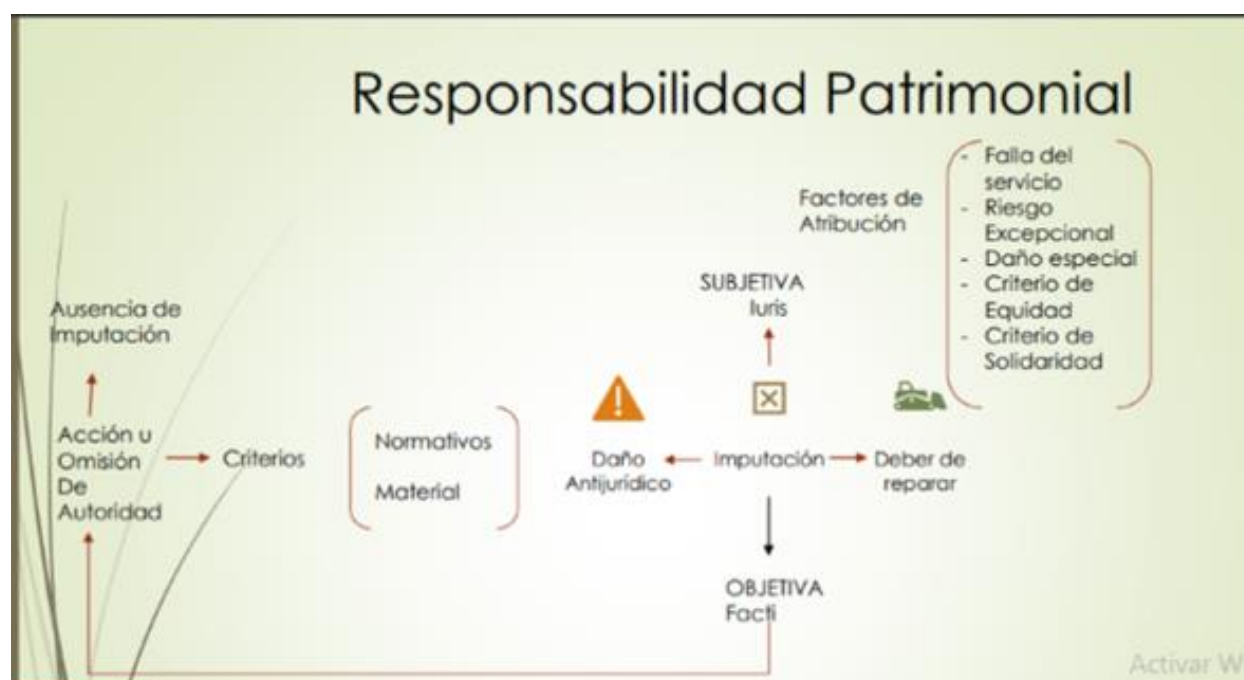 Responsabilidad Patrimonial
Factores de
Atribución
- Falla del
servicio
- Riesgo
Excepcional
- Daño especial
- Criterio de
Equidad
- Criterio de
Solidaridad
SUBJETIVA
Iuris
Ausencia de
Imputación
Acción u
Omisión
De
Autoridad
Criterios
Normativos
Material
Daño
Antijurídico
Imputación
Deber de
reparar
OBJETIVA
Facti
Activar W